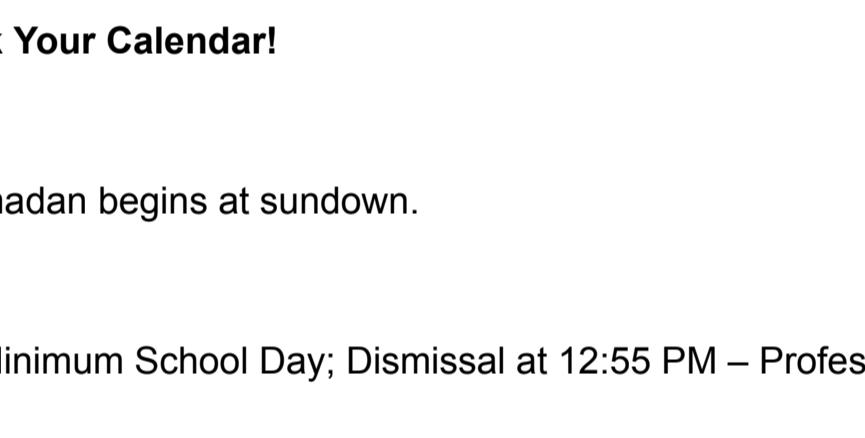 Your Calendar!
adan begins at sundown.
inimum School Day; Dismissal at 12:55 PM – Profes